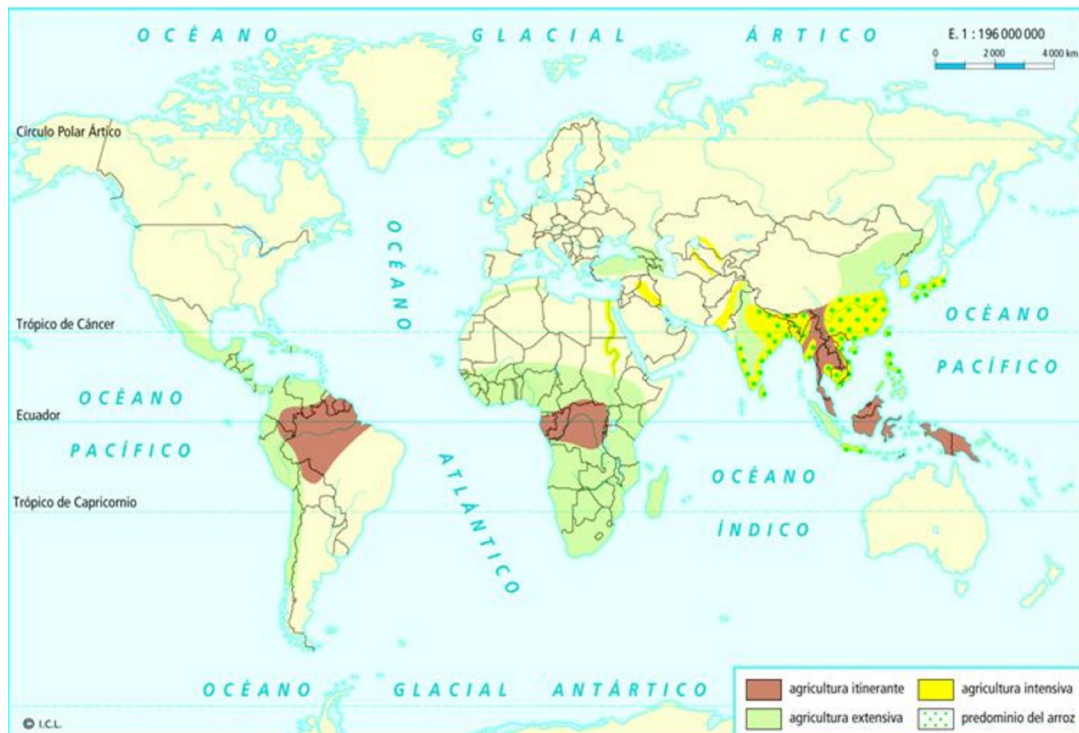 OCÉANO GLACIAL ÁRTICO
E. 1 : 196 000 000
0 2 000 4 000 km
Círculo Polar Ártico
OCÉANO
ATLÁNTICO
Trópico de Cáncer
OCÉANO
PACÍFICO
OCÉANO
PACÍFICO
Ecuador
OCÉANO
ÍNDICO
Trópico de Capricornio
OCÉANO GLACIAL ANTÁRTICO
agricultura itinerante
agricultura intensiva
agricultura extensiva
predominio del arroz
© I.C.L.